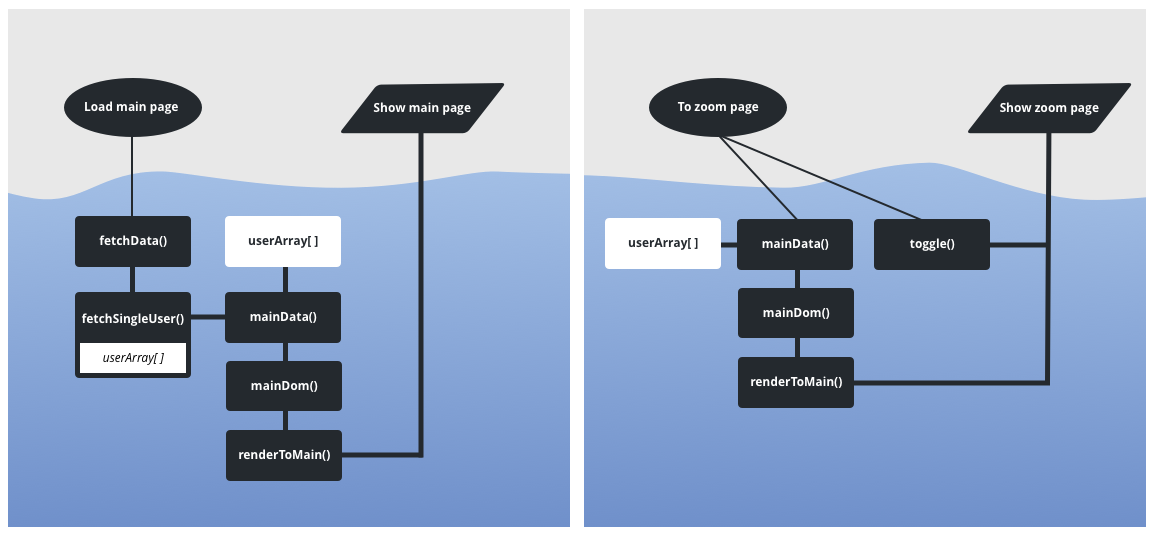 Load main page
Show main page
fetchData()
userArray[ ]
fetchSingleUser()
userArray[ ]
mainData()
mainDom()
renderToMain()
To zoom page
Show zoom page
userArray[ ]
mainData()
toggle()
mainDom()
renderToMain()